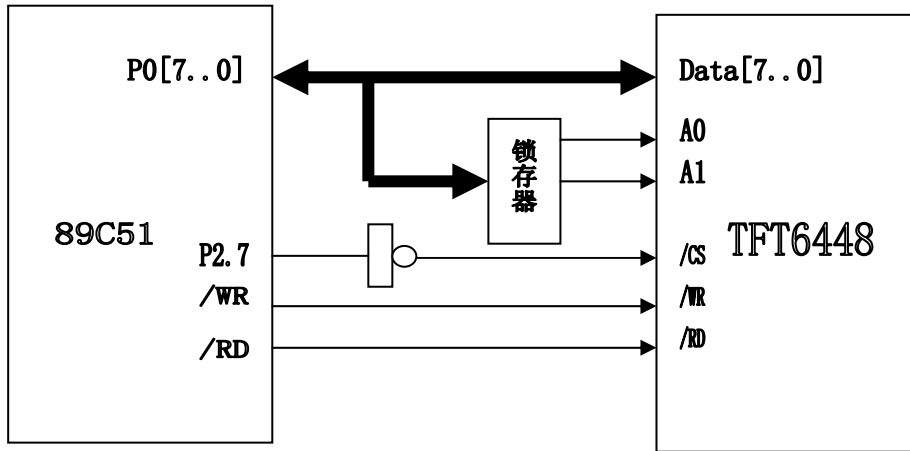 P0[7..0]
Data[7..0]
锁存器
A0
A1
89C51
TFT6448
P2.7
/CS
/WR
/WR
/RD
/RD